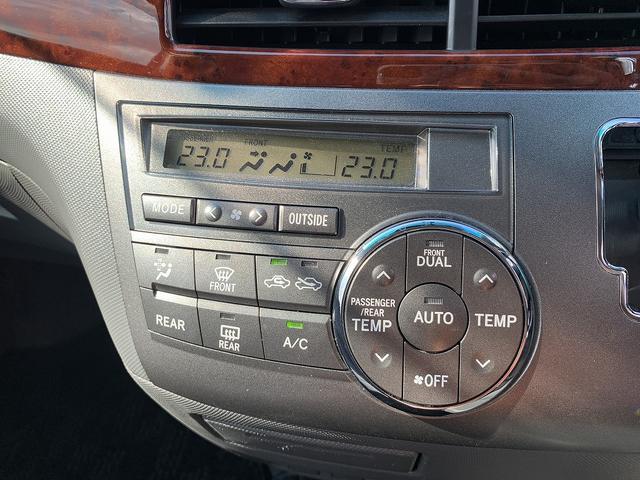 PASSENGER FRONT TEMP
23.0 23.0
MODE
OUTSIDE
FRONT
DUAL
FRONT
PASSENGER
/REAR
TEMP
AUTO
TEMP
REAR
REAR
A/C
OFF